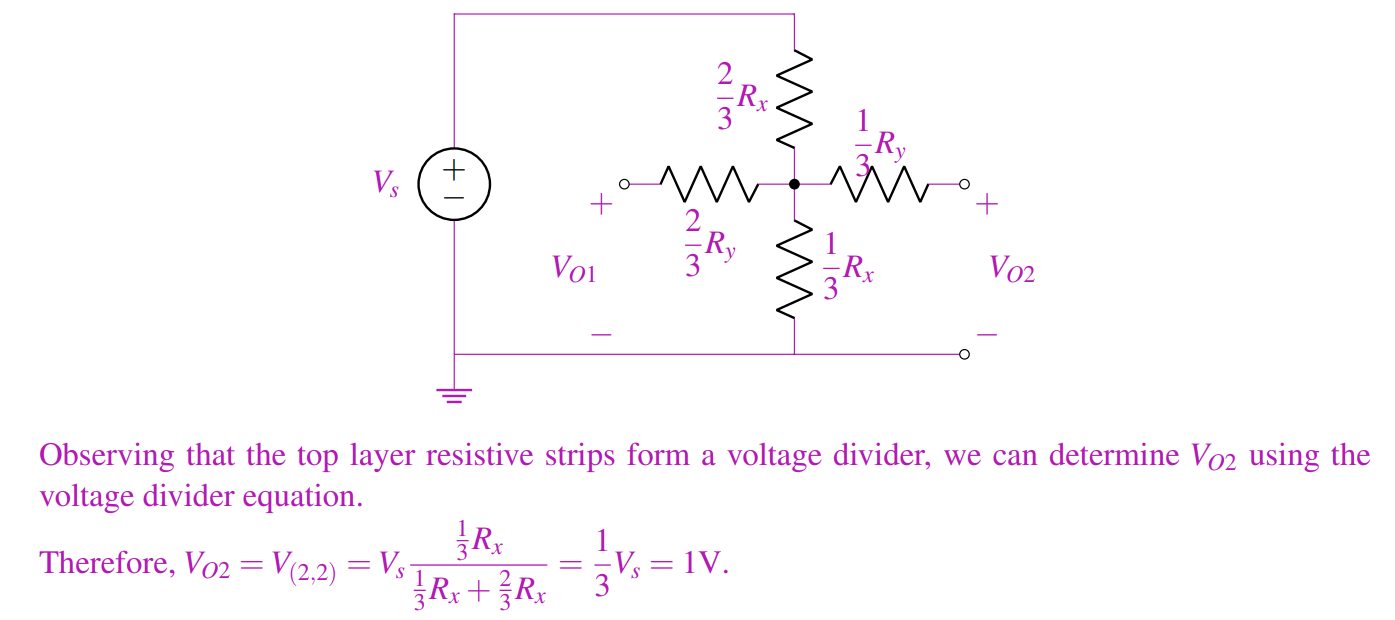 $\frac{2}{3}R_x$
$\frac{1}{3}R_y$
$V_s$
+
−
+
+
$\frac{2}{3}R_y$
$\frac{1}{3}R_x$
$V_{O1}$
$V_{O2}$
−
−
Observing that the top layer resistive strips form a voltage divider, we can determine $V_{O2}$ using the
voltage divider equation.
Therefore, $V_{O2} = V_{(2,2)} = V_s \frac{\frac{1}{3}R_x}{\frac{1}{3}R_x + \frac{2}{3}R_x} = \frac{1}{3}V_s = 1\text{V}.$